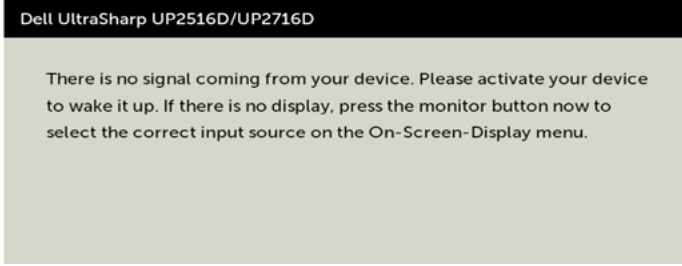 Dell UltraSharp UP2516D/UP2716D
There is no signal coming from your device. Please activate your device
to wake it up. If there is no display, press the monitor button now to
select the correct input source on the On-Screen-Display menu.